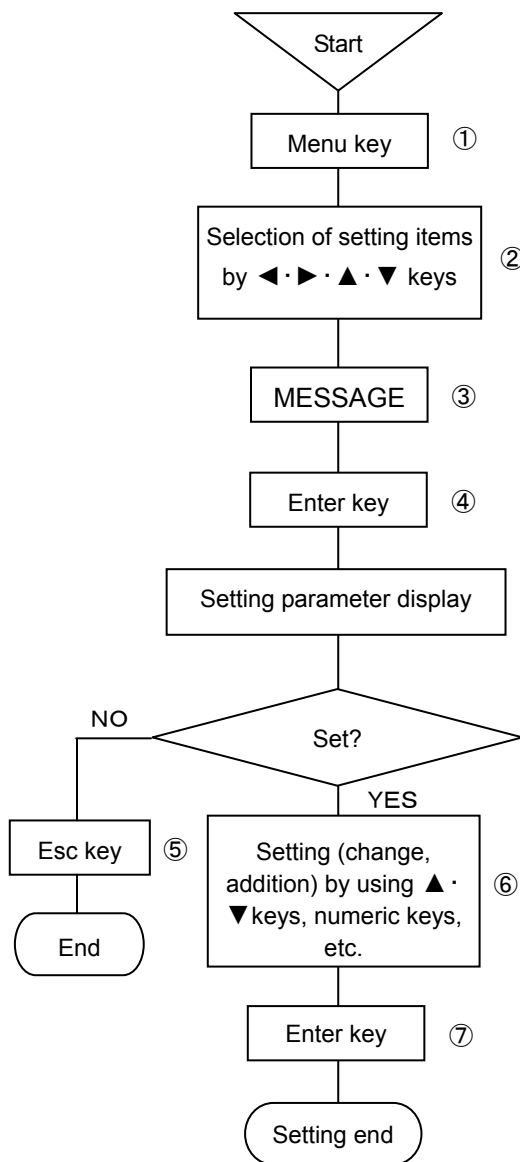 Start
Menu key ①
Selection of setting items
by ◀・▶・▲・▼ keys ②
MESSAGE ③
Enter key ④
Setting parameter display
Set?
NO
YES
Esc key ⑤
End
Setting (change,
addition) by using ▲・
▼keys, numeric keys,
etc.
⑥
Enter key ⑦
Setting end